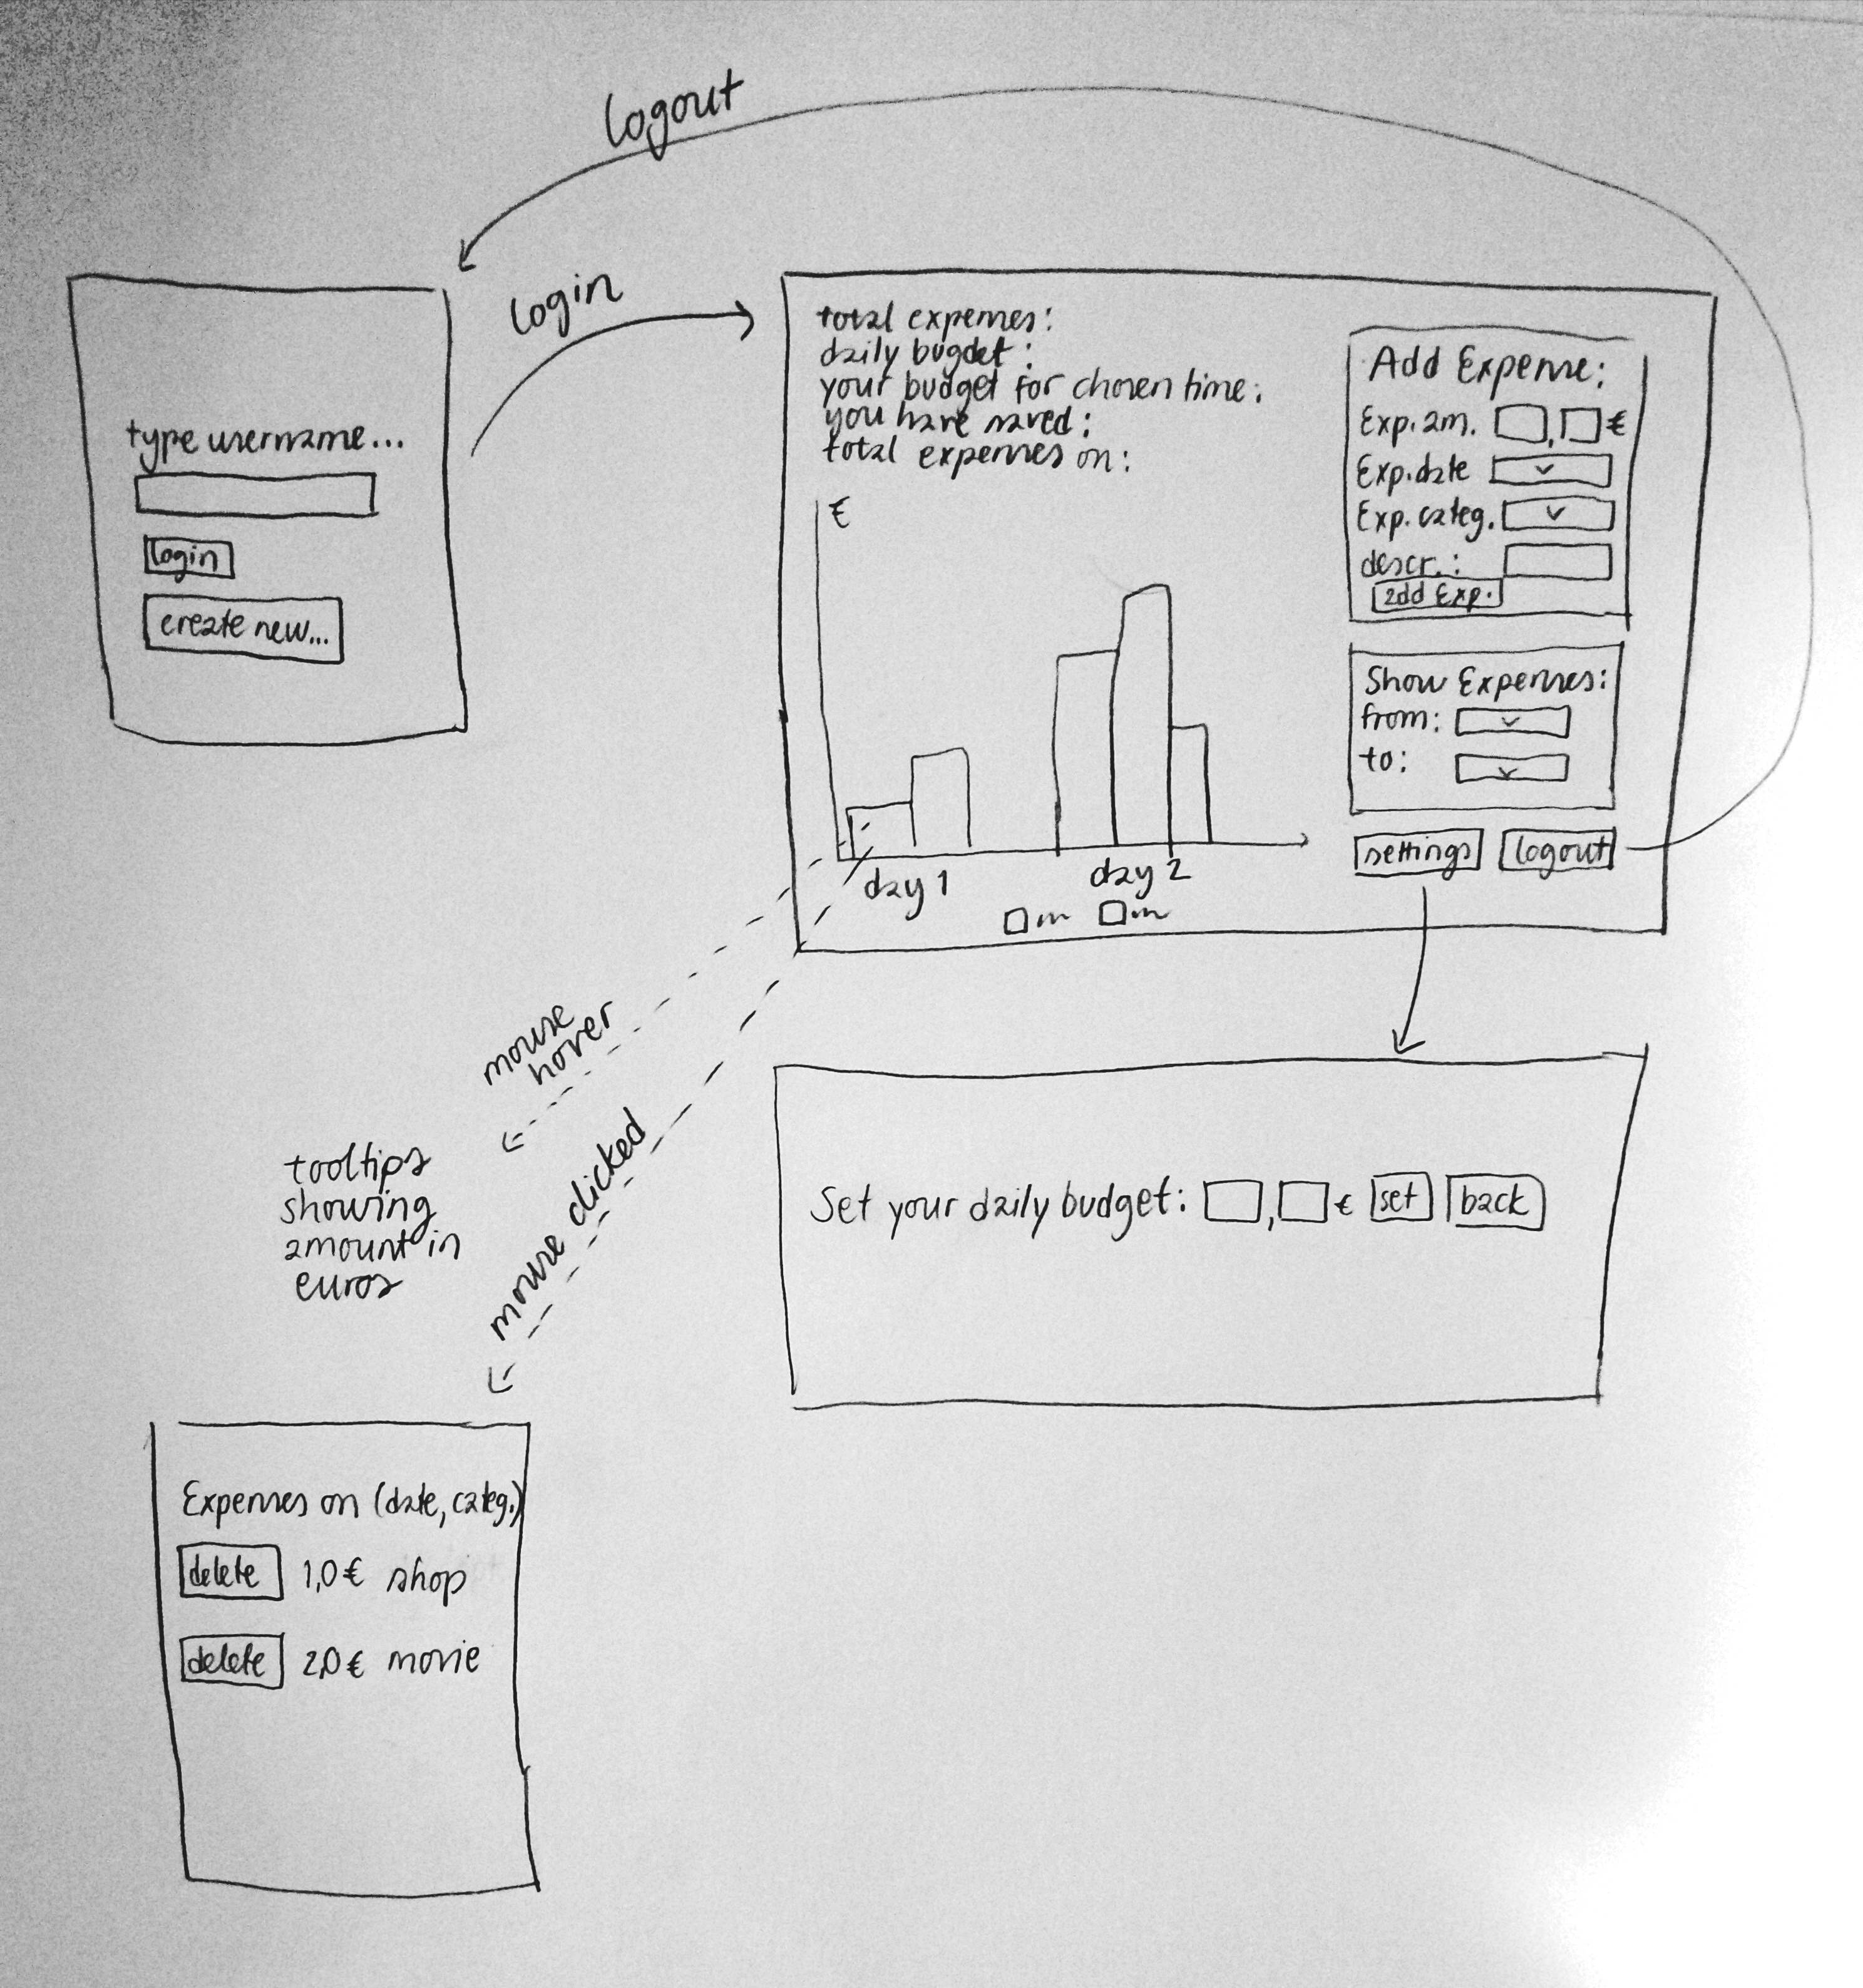 logout
login
type username...
login
create new...
total expenses:
daily bugdet:
your budget for chosen time:
you have saved:
total expenses on:
€
day 1
day 2
Add Expense:
Exp. am. , €
Exp. date
Exp. categ.
descr. :
add Exp.
Show Expenses:
from:
to:
settings
logout
mouse
hover
tooltips
showing
amount in
euros
mouse clicked
Set your daily budget: , € set back
Expenses on (date, categ.)
delete 1,0 € shop
delete 2,0 € movie